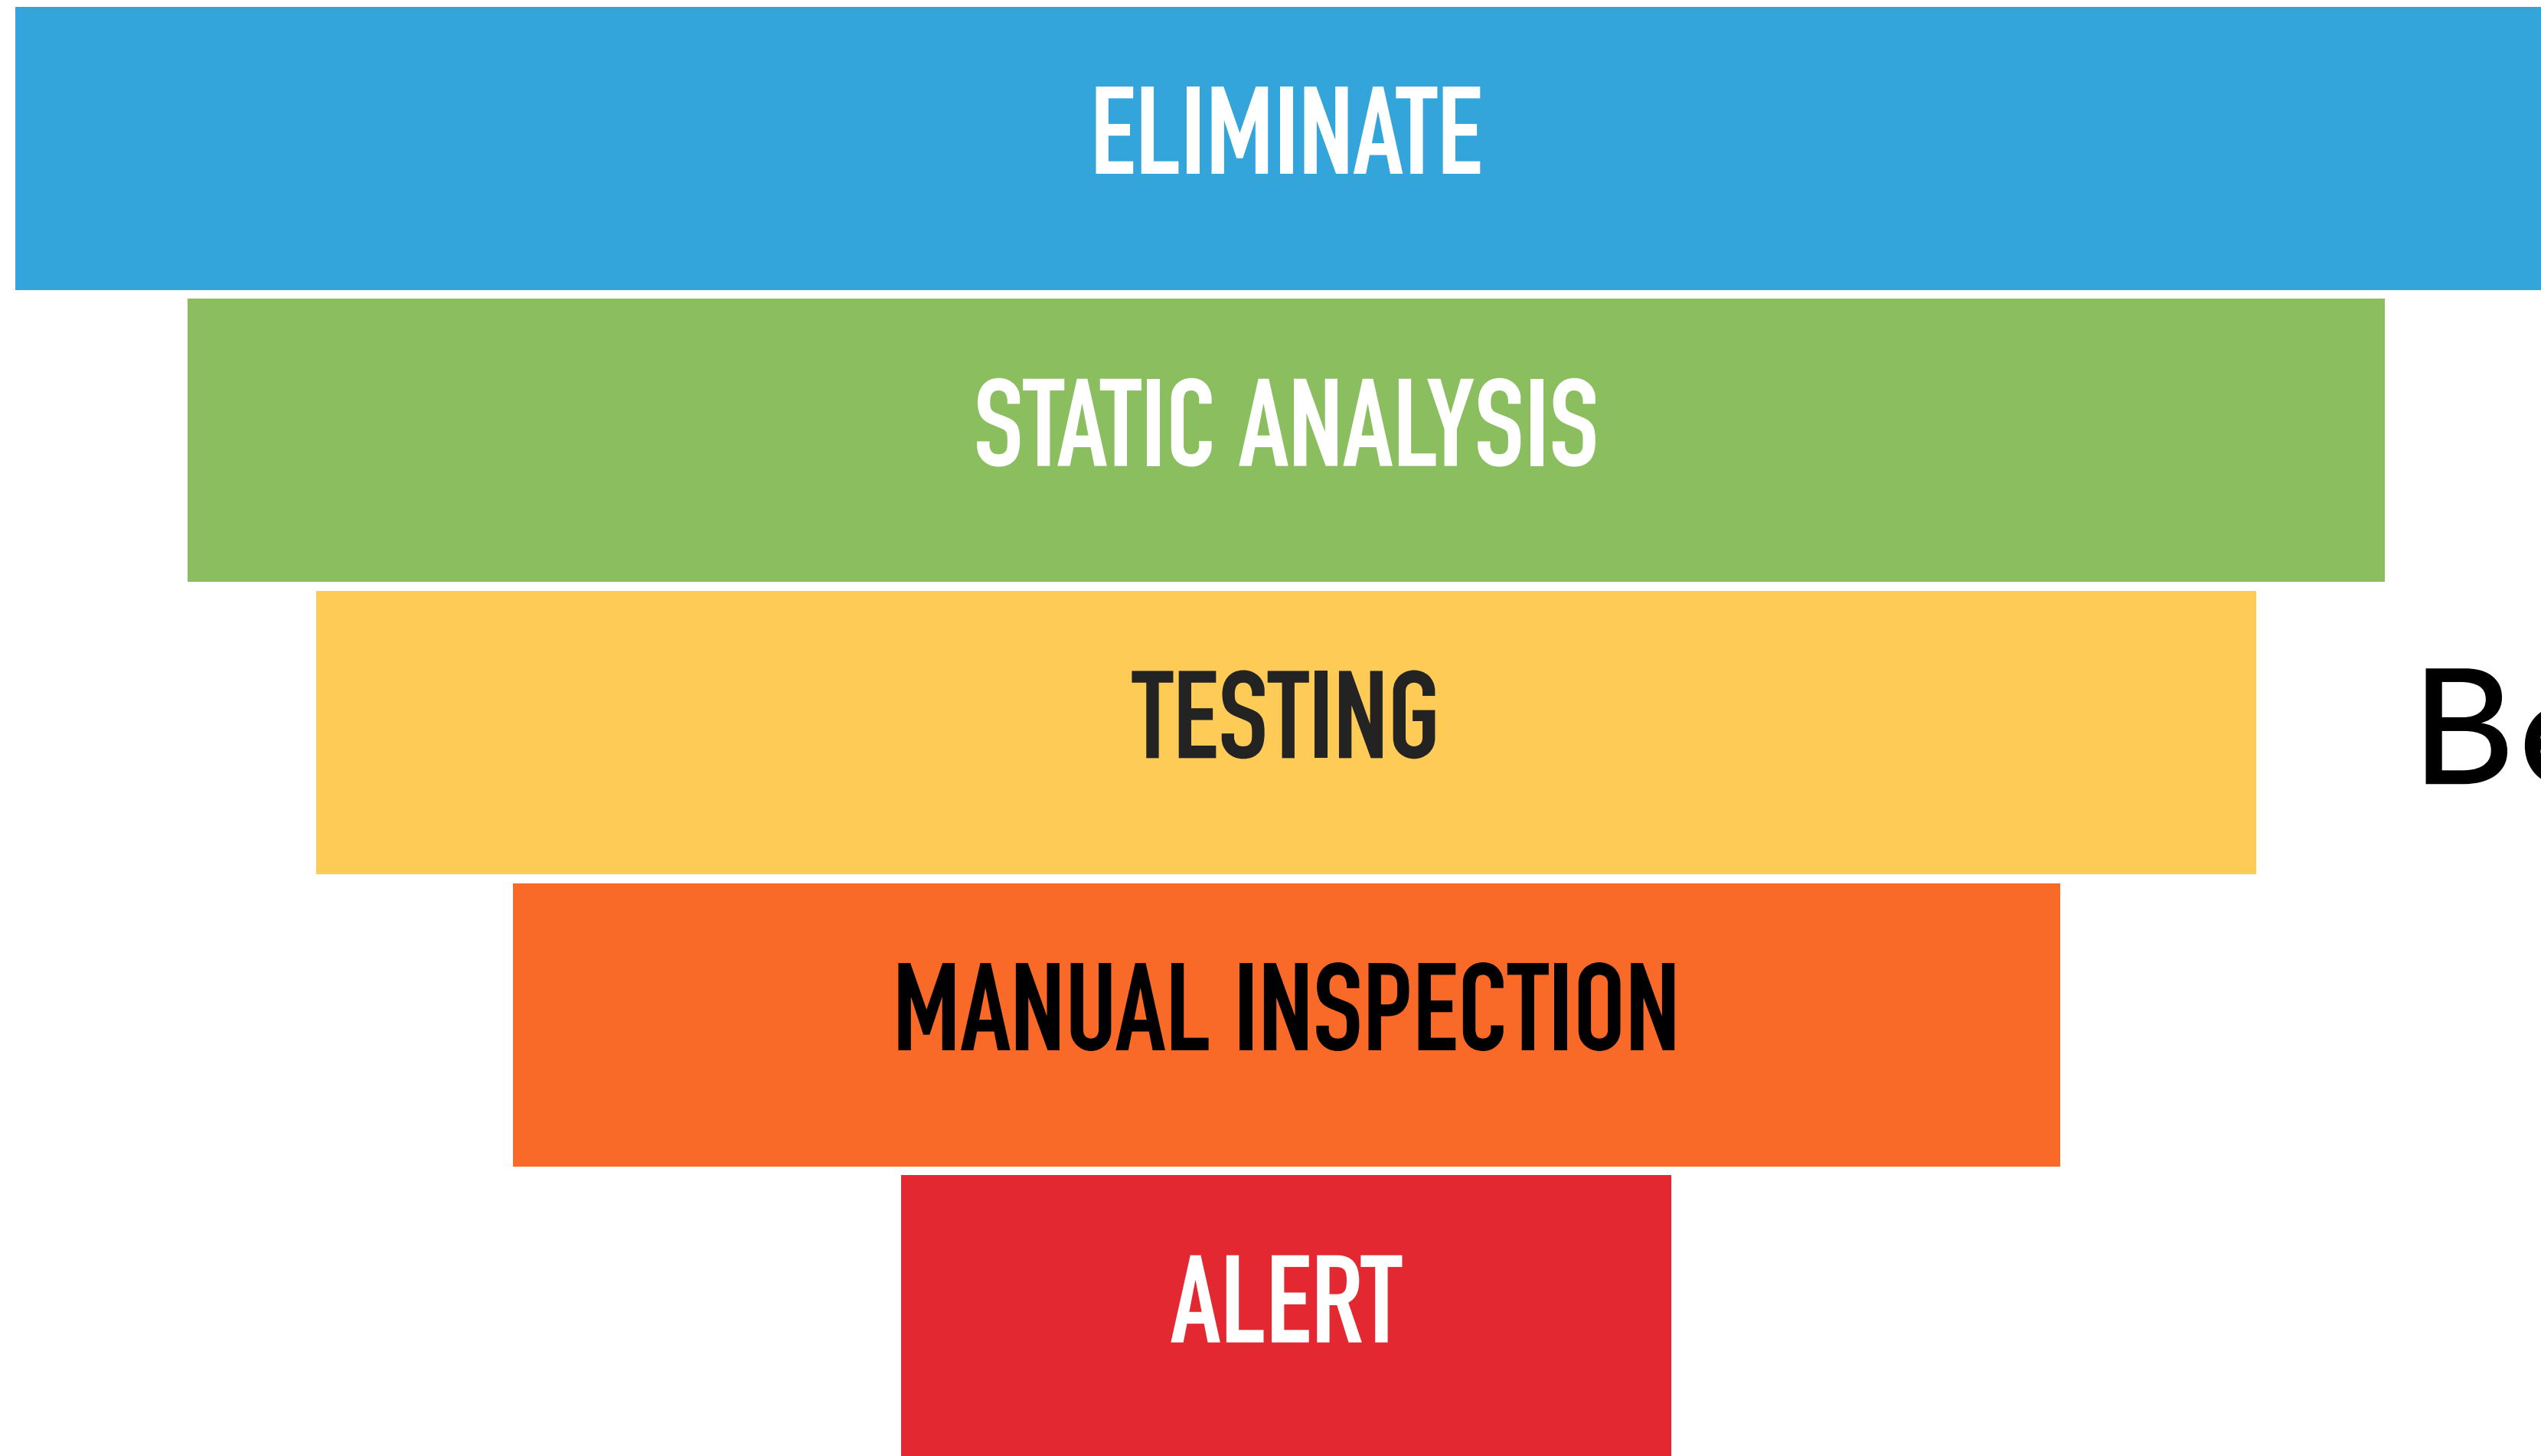 ELIMINATE
STATIC ANALYSIS
TESTING
MANUAL INSPECTION
ALERT